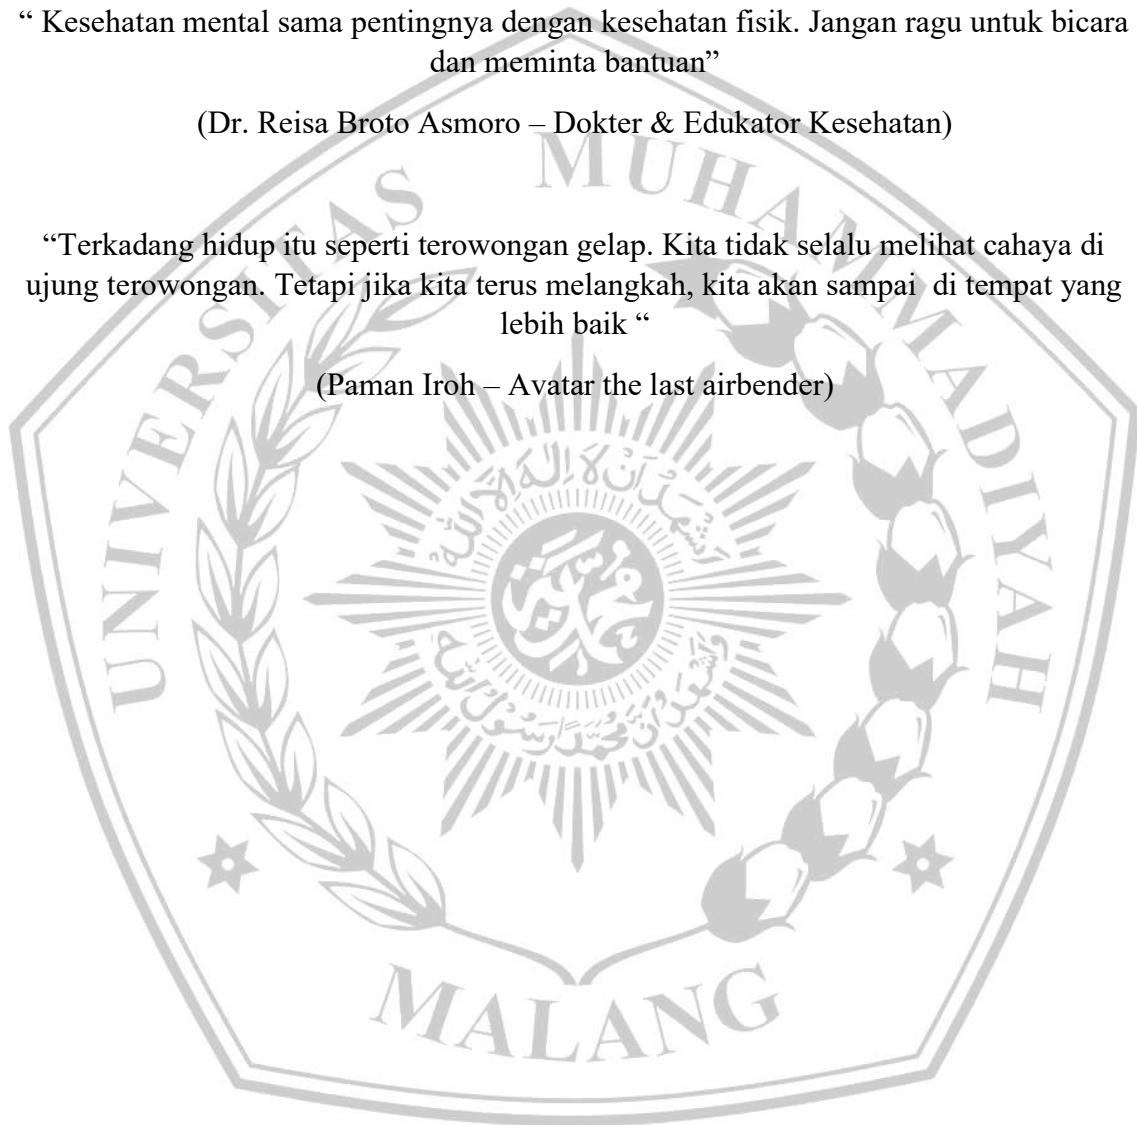 “ Kesehatan mental sama pentingnya dengan kesehatan fisik. Jangan ragu untuk bicara
dan meminta bantuan”
(Dr. Reisa Broto Asmoro – Dokter & Edukator Kesehatan)
“Terkadang hidup itu seperti terowongan gelap. Kita tidak selalu melihat cahaya di
ujung terowongan. Tetapi jika kita terus melangkah, kita akan sampai  di tempat yang
lebih baik “
(Paman Iroh – Avatar the last airbender)
UNIVERSITAS MUHAMMADIYAH
MALANG